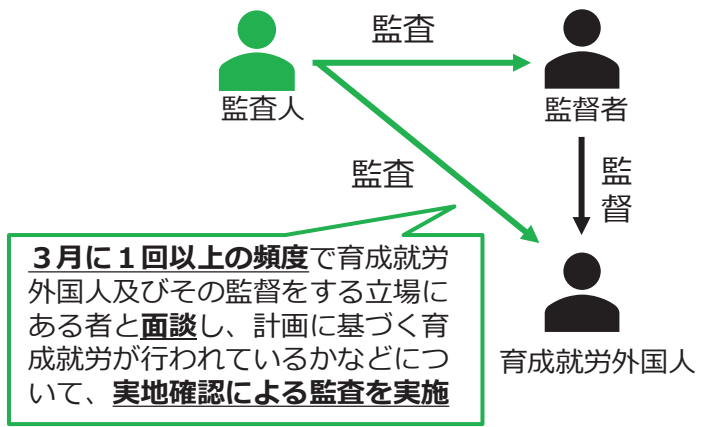 監査
監査人
監督者
監査
監督
３月に１回以上の頻度で育成就労
外国人及びその監督をする立場に
ある者と面談し、計画に基づく育
成就労が行われているかなどにつ
いて、実地確認による監査を実施
育成就労外国人